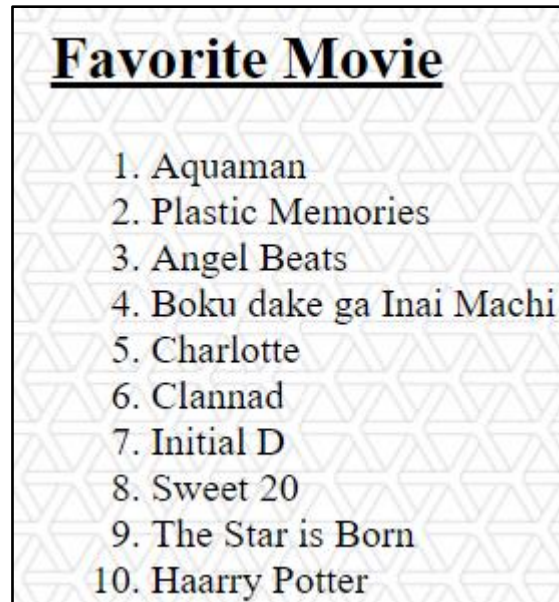 Favorite Movie
1. Aquaman
2. Plastic Memories
3. Angel Beats
4. Boku dake ga Inai Machi
5. Charlotte
6. Clannad
7. Initial D
8. Sweet 20
9. The Star is Born
10. Haarry Potter